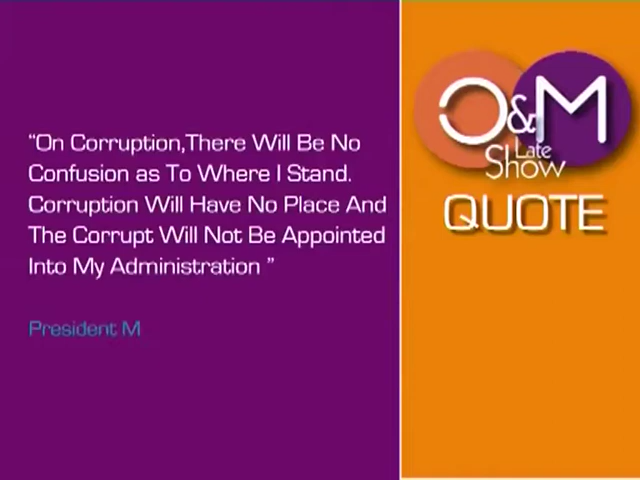 “On Corruption,There Will Be No
Confusion as To Where I Stand.
Corruption Will Have No Place And
The Corrupt Will Not Be Appointed
Into My Administration ”
President M
O&M
Late
Show
QUOTE